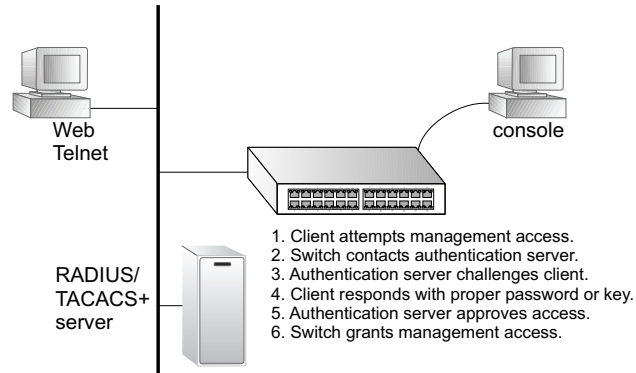 Web
Telnet
console
RADIUS/
TACACS+
server
1. Client attempts management access.
2. Switch contacts authentication server.
3. Authentication server challenges client.
4. Client responds with proper password or key.
5. Authentication server approves access.
6. Switch grants management access.